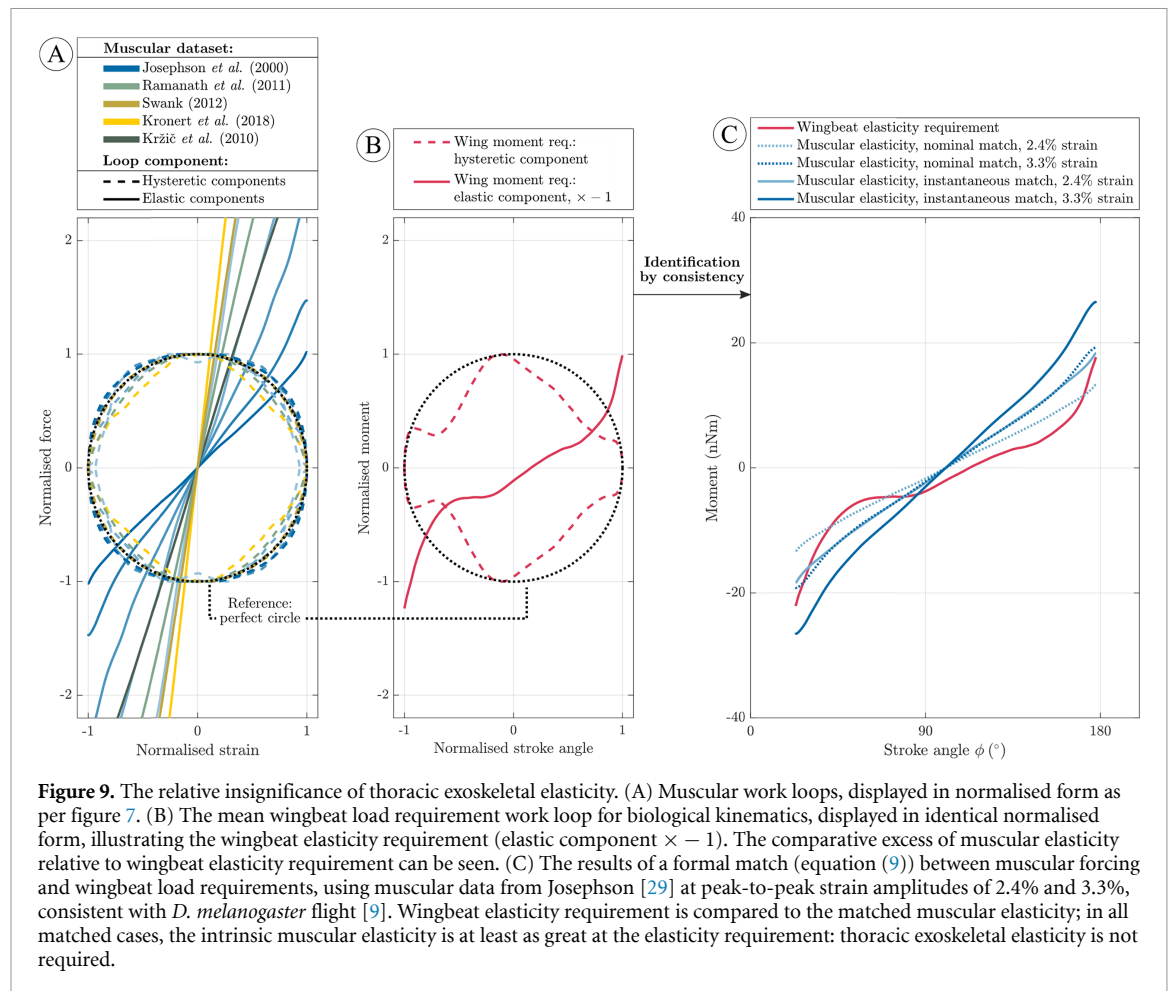 A
Muscular dataset:
Josephson et al. (2000)
Ramanath et al. (2011)
Swank (2012)
Kronert et al. (2018)
Kržič et al. (2010)
Loop component:
Hysteretic components
Elastic components
2
1
0
-1
-2
Normalised force
-1
0
1
Normalised strain
Reference:
perfect circle
B
Wing moment req.:
hysteretic component
Wing moment req.:
elastic component, × − 1
2
1
0
-1
-2
Normalised moment
-1
0
1
Normalised stroke angle
Identification
by consistency
C
Wingbeat elasticity requirement
Muscular elasticity, nominal match, 2.4% strain
Muscular elasticity, nominal match, 3.3% strain
Muscular elasticity, instantaneous match, 2.4% strain
Muscular elasticity, instantaneous match, 3.3% strain
40
20
0
-20
-40
Moment (nNm)
0
90
180
Stroke angle ϕ (°)
Figure 9. The relative insignificance of thoracic exoskeletal elasticity. (A) Muscular work loops, displayed in normalised form as
per figure 7. (B) The mean wingbeat load requirement work loop for biological kinematics, displayed in identical normalised
form, illustrating the wingbeat elasticity requirement (elastic component × − 1). The comparative excess of muscular elasticity
relative to wingbeat elasticity requirement can be seen. (C) The results of a formal match (equation (9)) between muscular forcing
and wingbeat load requirements, using muscular data from Josephson [29] at peak-to-peak strain amplitudes of 2.4% and 3.3%,
consistent with D. melanogaster flight [9]. Wingbeat elasticity requirement is compared to the matched muscular elasticity; in all
matched cases, the intrinsic muscular elasticity is at least as great at the elasticity requirement: thoracic exoskeletal elasticity is not
required.